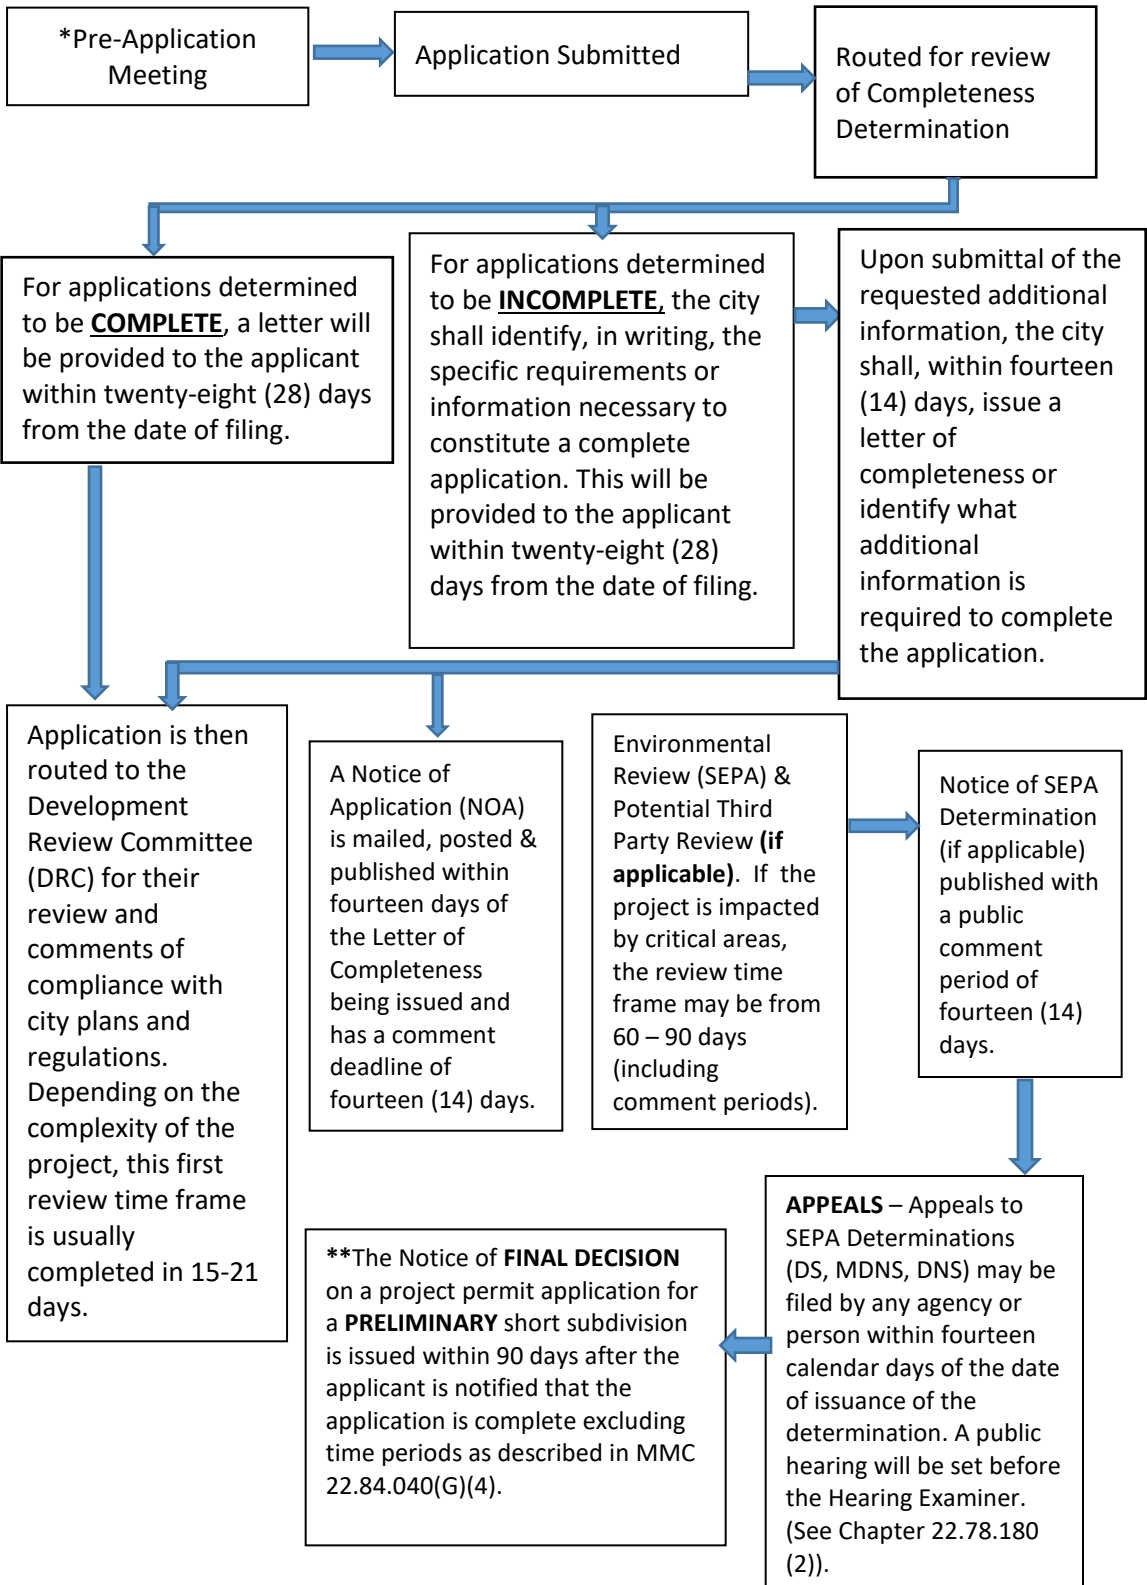 *Pre-Application
Meeting
Application Submitted
Routed for review
of Completeness
Determination
For applications determined
to be COMPLETE, a letter will
be provided to the applicant
within twenty-eight (28) days
from the date of filing.
For applications determined
to be INCOMPLETE, the city
shall identify, in writing, the
specific requirements or
information necessary to
constitute a complete
application. This will be
provided to the applicant
within twenty-eight (28)
days from the date of filing.
Upon submittal of the
requested additional
information, the city
shall, within fourteen
(14) days, issue a
letter of
completeness or
identify what
additional
information is
required to complete
the application.
Application is then
routed to the
Development
Review Committee
(DRC) for their
review and
comments of
compliance with
city plans and
regulations.
Depending on the
complexity of the
project, this first
review time frame
is usually
completed in 15-21
days.
A Notice of
Application (NOA)
is mailed, posted &
published within
fourteen days of
the Letter of
Completeness
being issued and
has a comment
deadline of
fourteen (14) days.
Environmental
Review (SEPA) &
Potential Third
Party Review (if
applicable). If the
project is impacted
by critical areas,
the review time
frame may be from
60 – 90 days
(including
comment periods).
Notice of SEPA
Determination
(if applicable)
published with
a public
comment
period of
fourteen (14)
days.
**The Notice of FINAL DECISION
on a project permit application for
a PRELIMINARY short subdivision
is issued within 90 days after the
applicant is notified that the
application is complete excluding
time periods as described in MMC
22.84.040(G)(4).
APPEALS – Appeals to
SEPA Determinations
(DS, MDNS, DNS) may be
filed by any agency or
person within fourteen
calendar days of the date
of issuance of the
determination. A public
hearing will be set before
the Hearing Examiner.
(See Chapter 22.78.180
(2)).